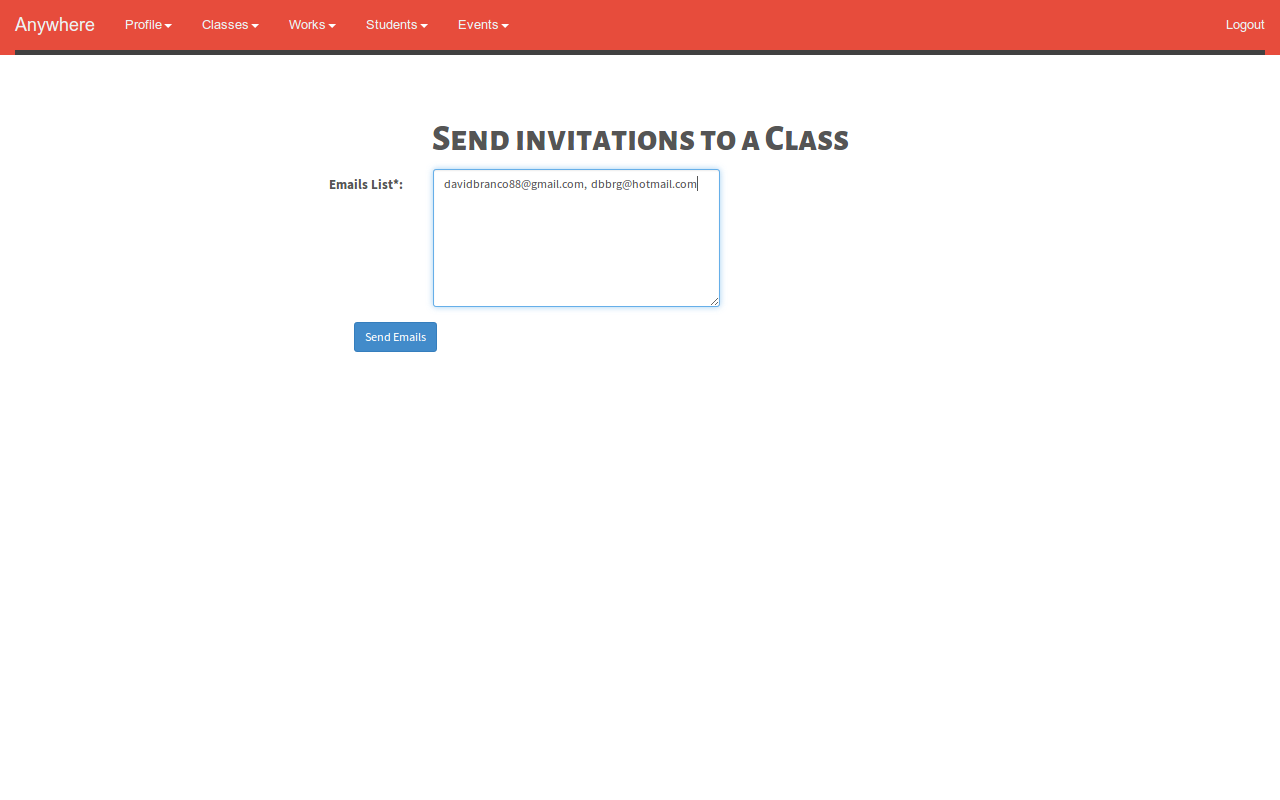 Anywhere Profile Classes Works Students Events Logout
Send invitations to a Class
Emails List*: davidbranco88@gmail.com, dbbrg@hotmail.com
Send Emails